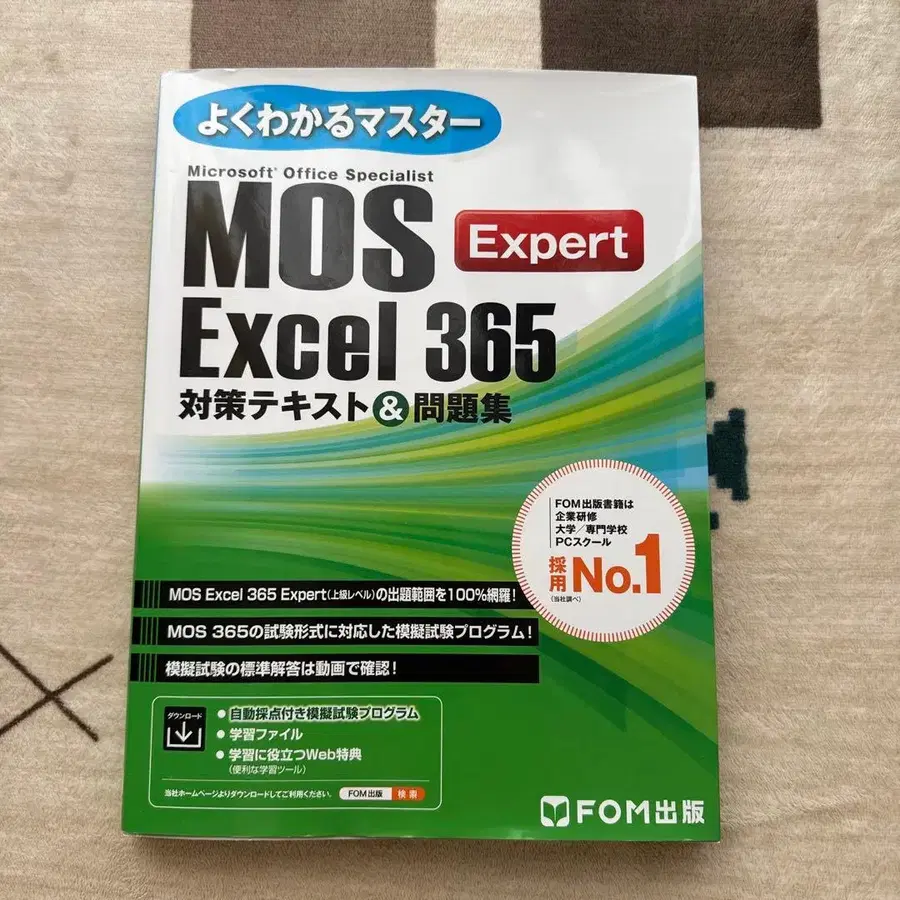 よくわかるマスター
Microsoft® Office Specialist
MOS
Expert
Excel 365
対策テキスト&問題集
FOM出版書籍は
企業研修
大学/専門学校
PCスクール
採用 No.1
(当社調べ)
MOS Excel 365 Expert(上級レベル)の出題範囲を100%網羅!
MOS 365の試験形式に対応した模擬試験プログラム!
模擬試験の標準解答は動画で確認!
ダウンロード
● 自動採点付き模擬試験プログラム
● 学習ファイル
● 学習に役立つWeb特典
(便利な学習ツール)
当社ホームページよりダウンロードしてご利用ください。 FOM出版 検索
FOM出版